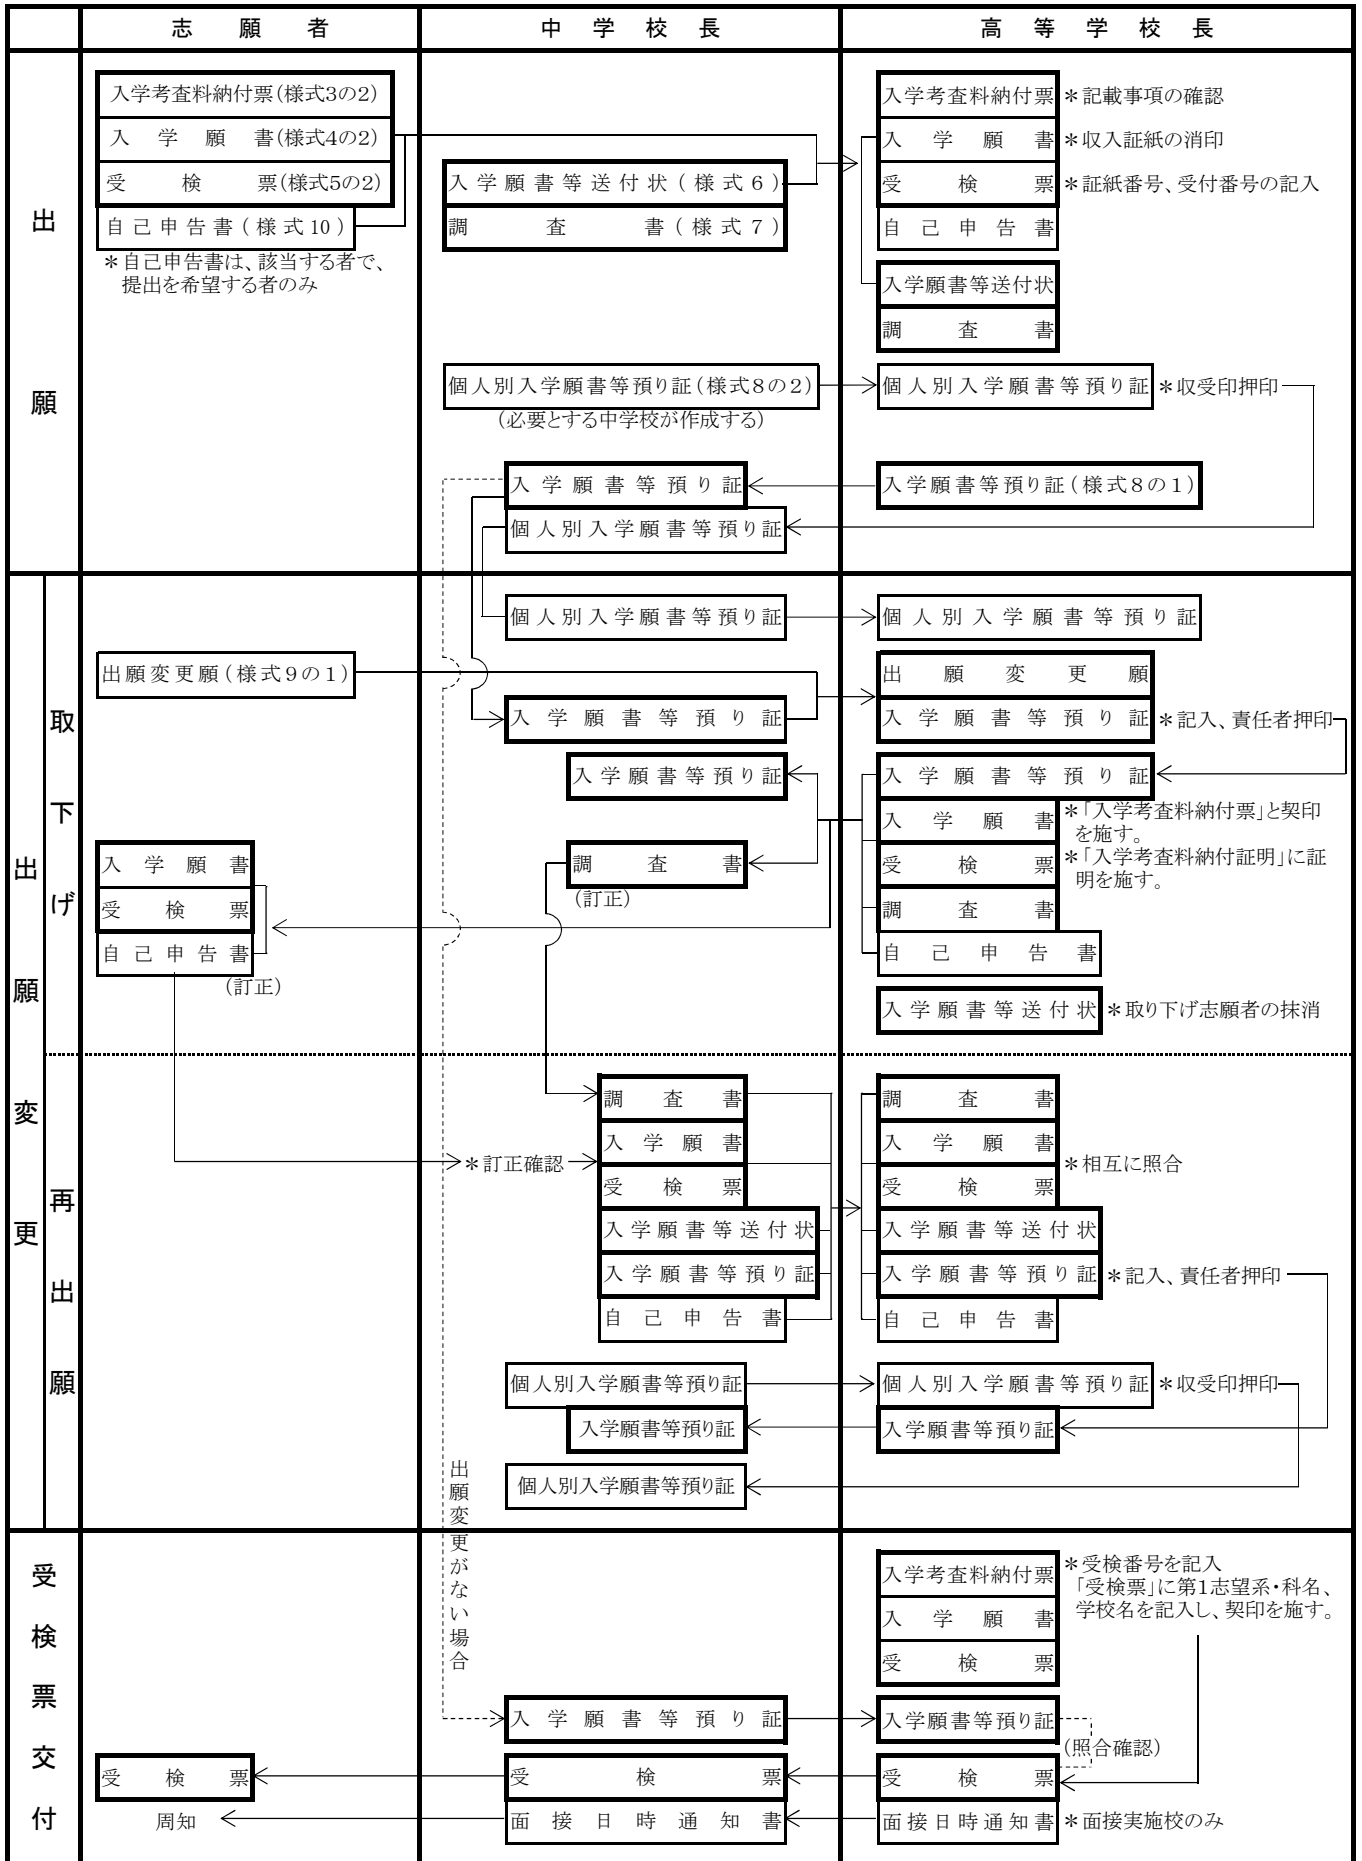 志願者
中学校長
高等学校長
出願
入学考査料納付票(様式3の2)
入学願書(様式4の2)
受検票(様式5の2)
自己申告書(様式10)
＊自己申告書は、該当する者で、
提出を希望する者のみ
入学願書等送付状(様式6)
調査書(様式7)
入学考査料納付票
＊記載事項の確認
入学願書
＊収入証紙の消印
受検票
＊証紙番号、受付番号の記入
自己申告書
入学願書等送付状
調査書
個人別入学願書等預り証(様式8の2)
(必要とする中学校が作成する)
個人別入学願書等預り証
＊収受印押印
入学願書等預り証
入学願書等預り証(様式8の1)
個人別入学願書等預り証
出願変更
取下げ
個人別入学願書等預り証
個人別入学願書等預り証
出願変更願(様式9の1)
出願変更願
入学願書等預り証
入学願書等預り証
＊記入、責任者押印
入学願書等預り証
入学願書等預り証
入学願書
＊「入学考査料納付票」と契印
を施す。
受検票
＊「入学考査料納付証明」に証
明を施す。
調査書
(訂正)
調査書
自己申告書
入学願書
受検票
自己申告書
(訂正)
入学願書等送付状
＊取り下げ志願者の抹消
再出願
調査書
入学願書
＊訂正確認
受検票
入学願書等送付状
入学願書等預り証
自己申告書
調査書
入学願書
＊相互に照合
受検票
入学願書等送付状
入学願書等預り証
＊記入、責任者押印
自己申告書
個人別入学願書等預り証
個人別入学願書等預り証
＊収受印押印
入学願書等預り証
入学願書等預り証
個人別入学願書等預り証
出願変更がない場合
受検票交付
入学考査料納付票
＊受検番号を記入
「受検票」に第1志望系・科名、
学校名を記入し、契印を施す。
入学願書
受検票
入学願書等預り証
入学願書等預り証
(照合確認)
受検票
受検票
受検票
周知
面接日時通知書
面接日時通知書
＊面接実施校のみ